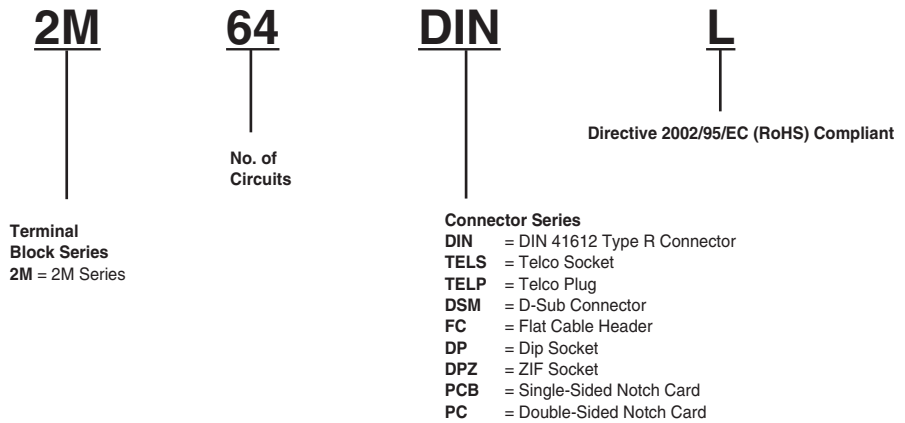 2M 64 DIN L
Directive 2002/95/EC (RoHS) Compliant
No. of
Circuits
Terminal
Block Series
2M = 2M Series
Connector Series
DIN = DIN 41612 Type R Connector
TELS = Telco Socket
TELP = Telco Plug
DSM = D-Sub Connector
FC = Flat Cable Header
DP = Dip Socket
DPZ = ZIF Socket
PCB = Single-Sided Notch Card
PC = Double-Sided Notch Card